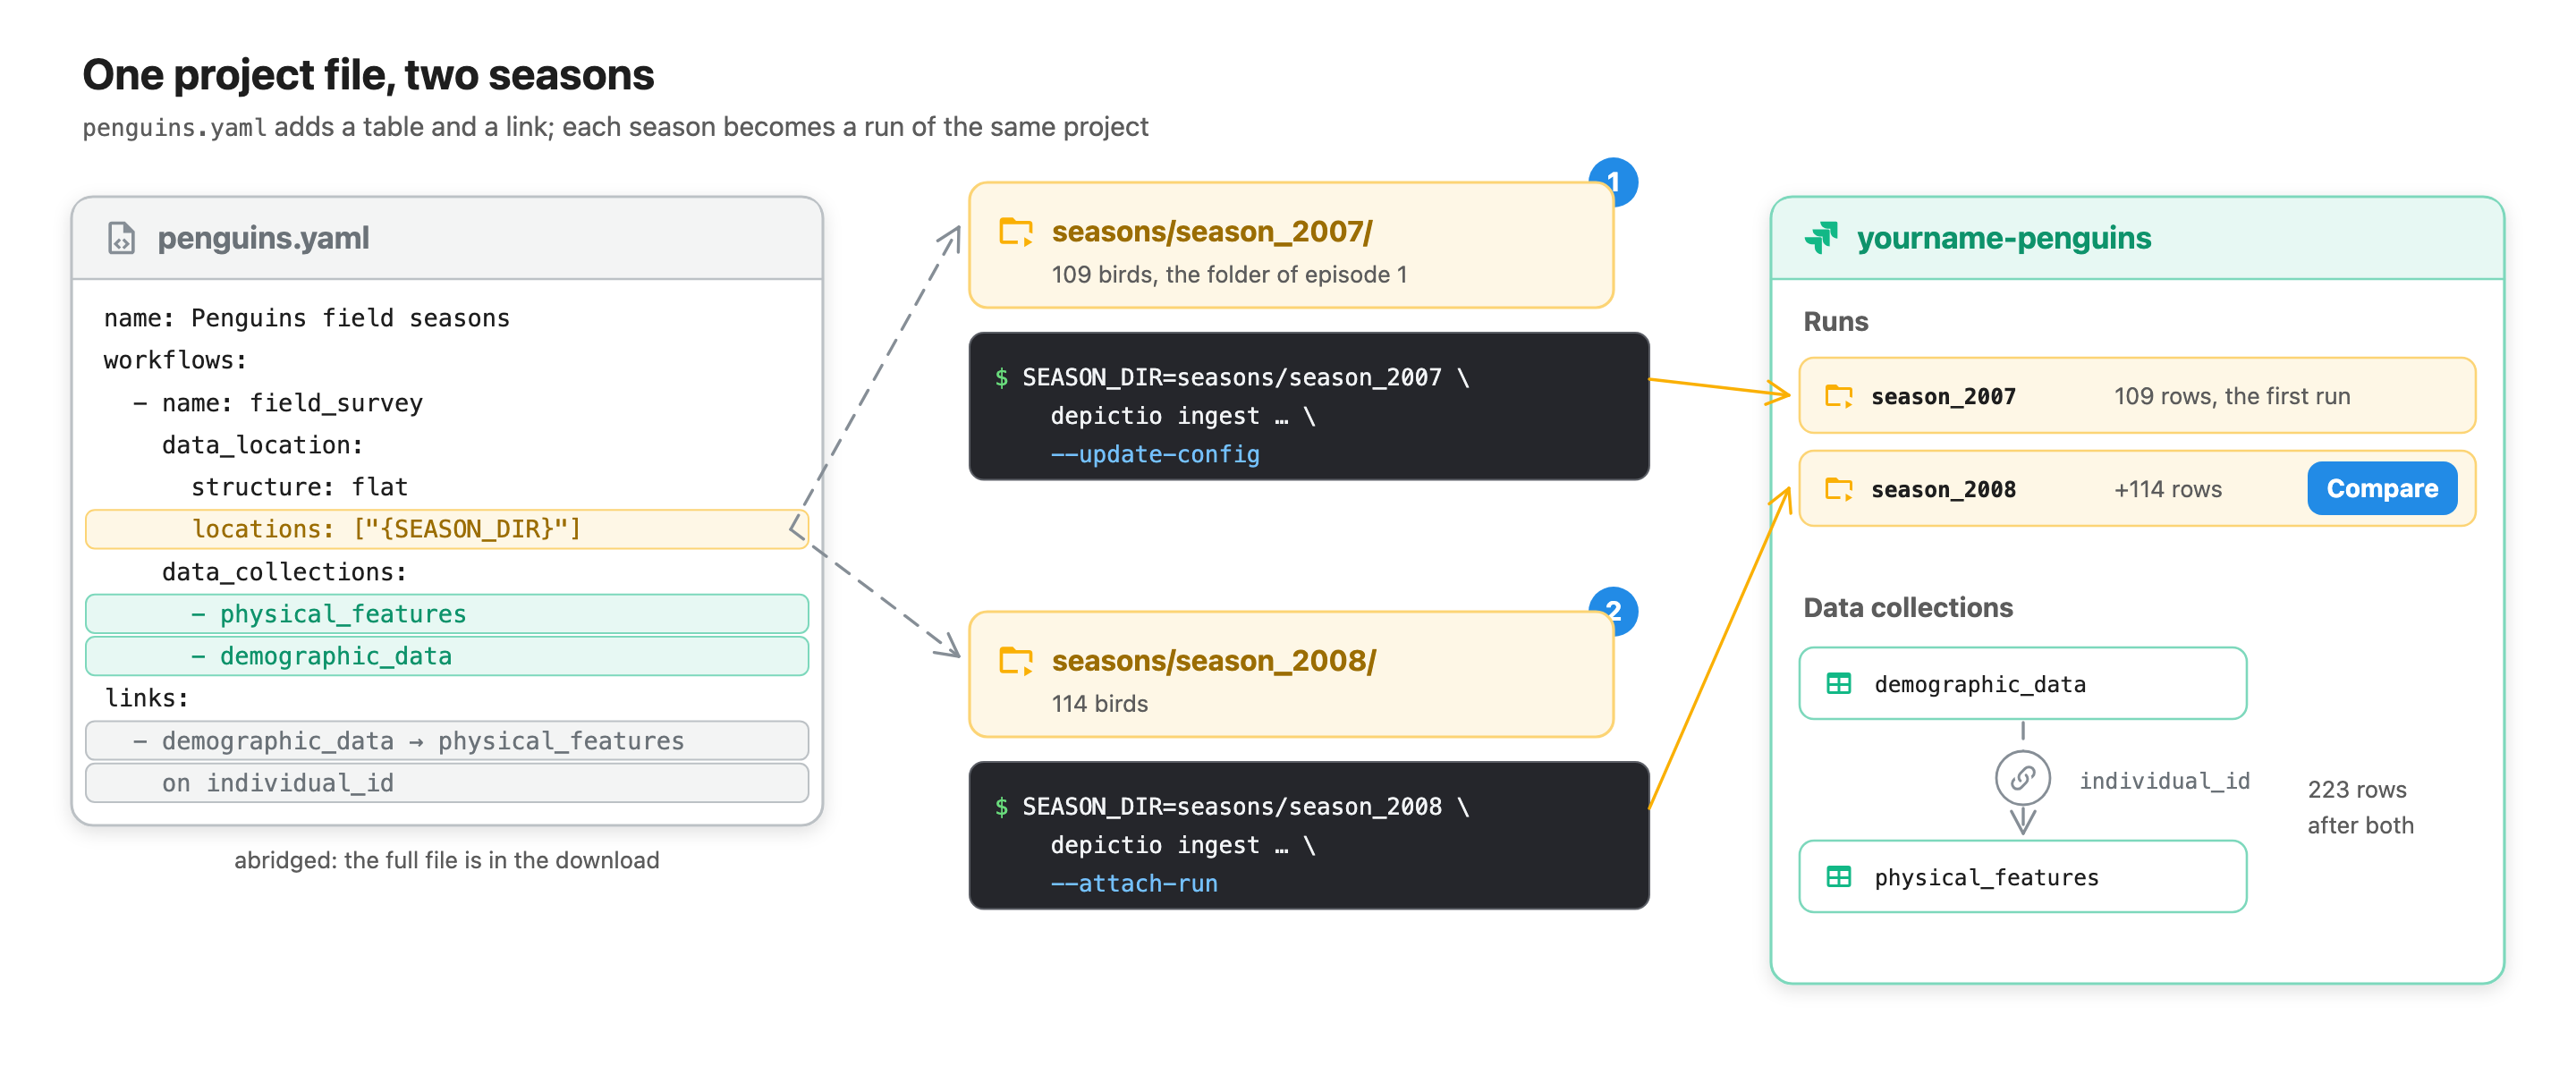 One project file, two seasons
penguins.yaml adds a table and a link; each season becomes a run of the same project
penguins.yaml
name: Penguins field seasons
workflows:
  - name: field_survey
    data_location:
      structure: flat
      locations: ["{SEASON_DIR}"]
    data_collections:
      - physical_features
      - demographic_data
links:
  - demographic_data → physical_features
    on individual_id
abridged: the full file is in the download
1
seasons/season_2007/
109 birds, the folder of episode 1
$ SEASON_DIR=seasons/season_2007 \
    depictio ingest … \
    --update-config
2
seasons/season_2008/
114 birds
$ SEASON_DIR=seasons/season_2008 \
    depictio ingest … \
    --attach-run
yourname-penguins
Runs
season_2007 109 rows, the first run
season_2008 +114 rows Compare
Data collections
demographic_data
individual_id
223 rows
after both
physical_features